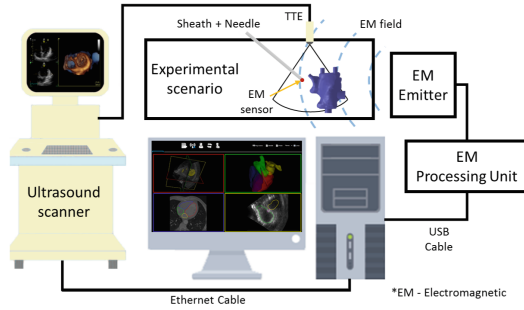 Sheath + Needle
TTE
EM field
Experimental
scenario
EM
sensor
EM
Emitter
EM
Processing Unit
Ultrasound
scanner
USB
Cable
Ethernet Cable
*EM - Electromagnetic